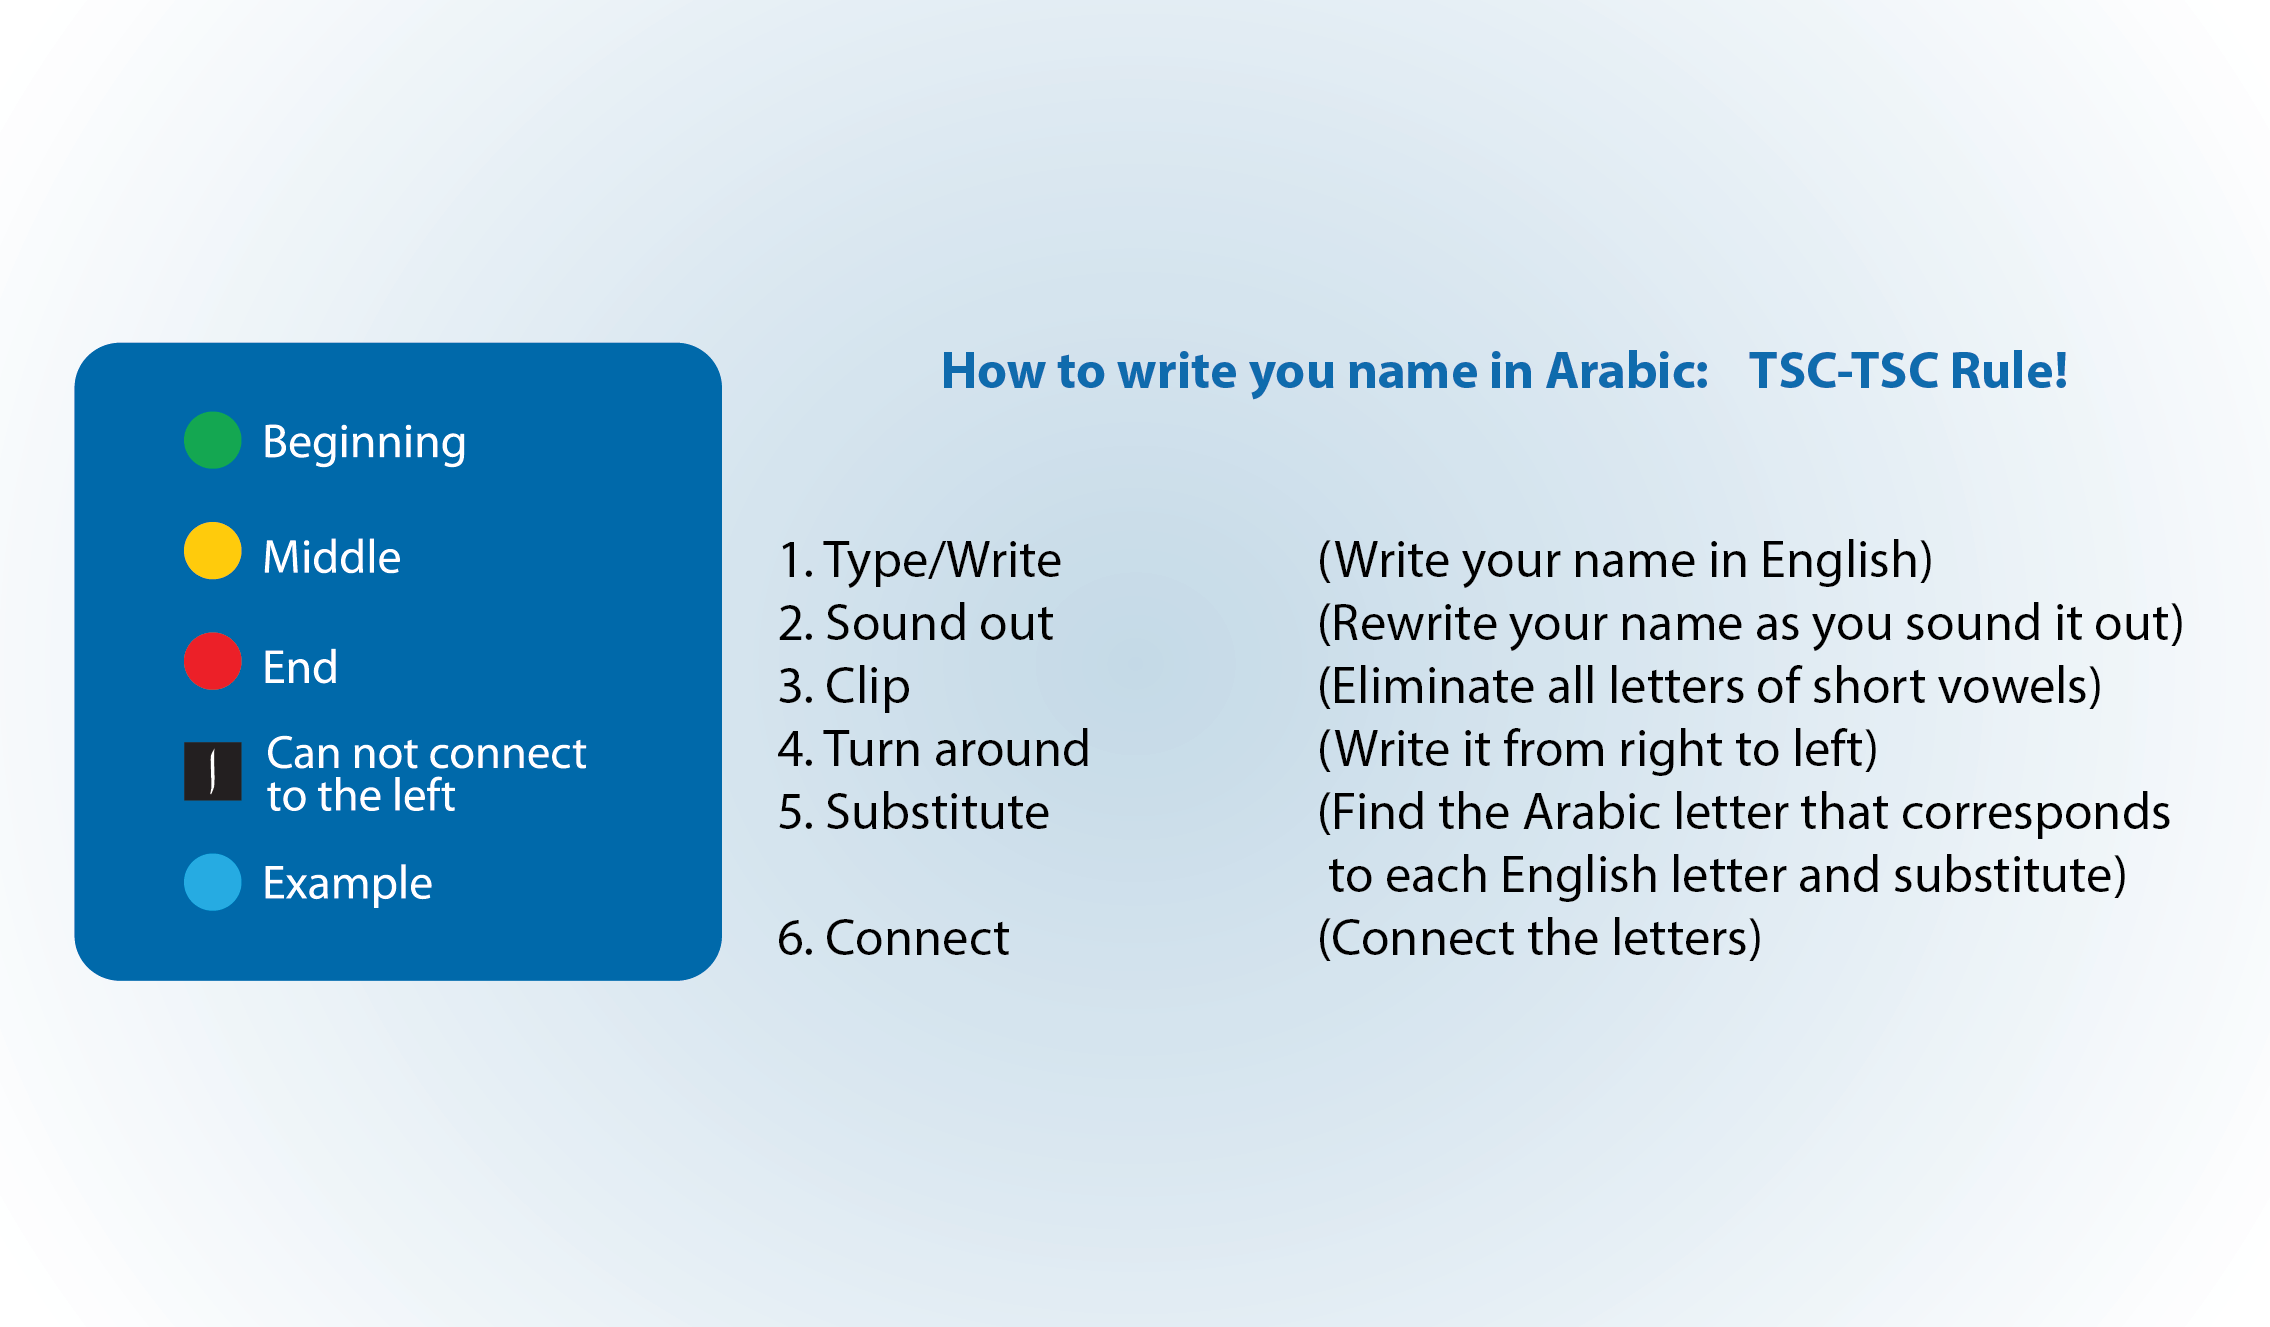 Beginning
Middle
End
Can not connect
to the left
Example
How to write you name in Arabic: TSC-TSC Rule!
1. Type/Write (Write your name in English)
2. Sound out (Rewrite your name as you sound it out)
3. Clip (Eliminate all letters of short vowels)
4. Turn around (Write it from right to left)
5. Substitute (Find the Arabic letter that corresponds
to each English letter and substitute)
6. Connect (Connect the letters)